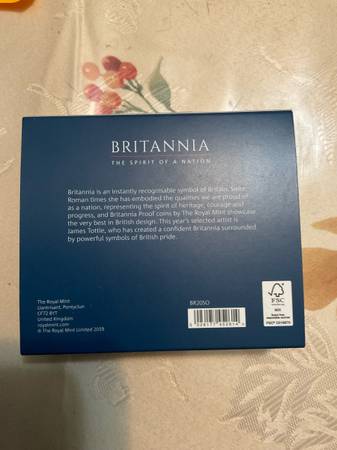 BRITANNIA
THE SPIRIT OF A NATION
Britannia is an instantly recognisable symbol of Britain. Since
Roman times she has embodied the qualities we are proud of
as a nation, representing the spirit of heritage, courage and
progress, and Britannia Proof coins by The Royal Mint showcase
the very best in British design. This year's selected artist is
James Tottle, who has created a confident Britannia surrounded
by powerful symbols of British pride.
The Royal Mint
Llantrisant, Pontyclun
CF72 8YT
United Kingdom
royalmint.com
© The Royal Mint Limited 2019
BR20SO
FSC
MIX